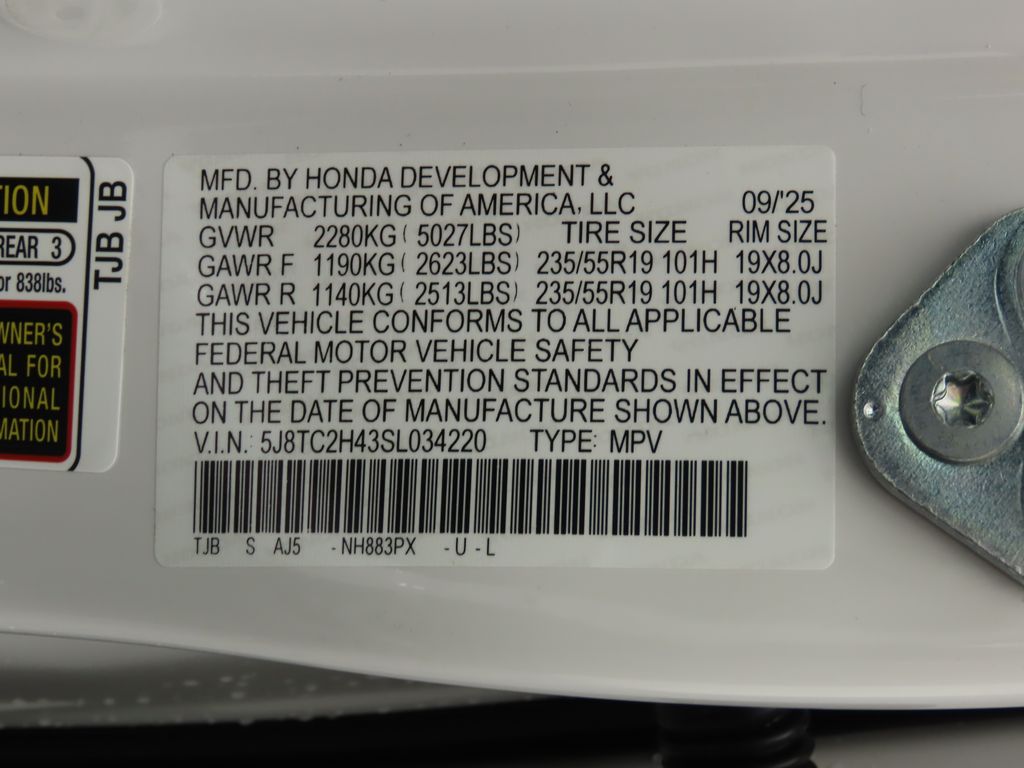 TION
REAR 3
or 838lbs.
WNER'S
AL FOR
IONAL
MATION
TJB JB
MFD. BY HONDA DEVELOPMENT &
MANUFACTURING OF AMERICA, LLC 09/'25
GVWR 2280KG ( 5027LBS) TIRE SIZE RIM SIZE
GAWR F 1190KG ( 2623LBS) 235/55R19 101H 19X8.0J
GAWR R 1140KG ( 2513LBS) 235/55R19 101H 19X8.0J
THIS VEHICLE CONFORMS TO ALL APPLICABLE
FEDERAL MOTOR VEHICLE SAFETY
AND THEFT PREVENTION STANDARDS IN EFFECT
ON THE DATE OF MANUFACTURE SHOWN ABOVE.
V.I.N.: 5J8TC2H43SL034220 TYPE: MPV
TJB S AJ5 -NH883PX -U-L